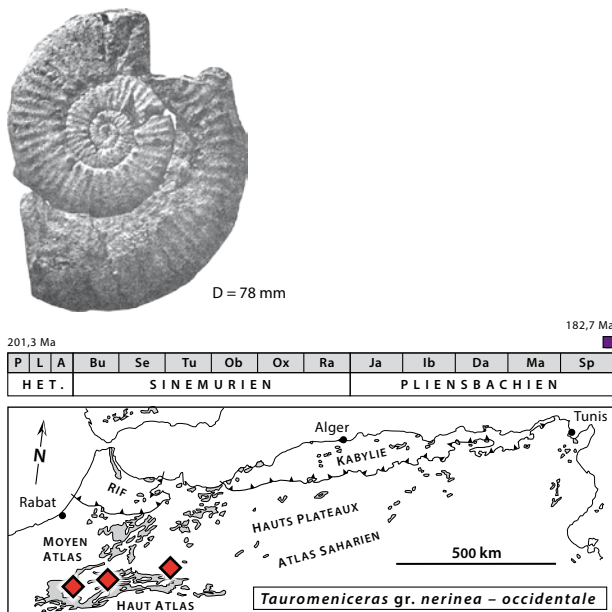 D = 78 mm
182,7 Ma
201,3 Ma
P L A Bu Se Tu Ob Ox Ra Ja Ib Da Ma Sp
HET. SINEMURIEN PLIENSBACHIEN
Tunis
Alger
KABYLIE
N
RIF
Rabat
HAUTS PLATEAUX
MOYEN
ATLAS
ATLAS SAHARIEN
500 km
HAUT ATLAS
Tauromeniceras gr. nerinea – occidentale